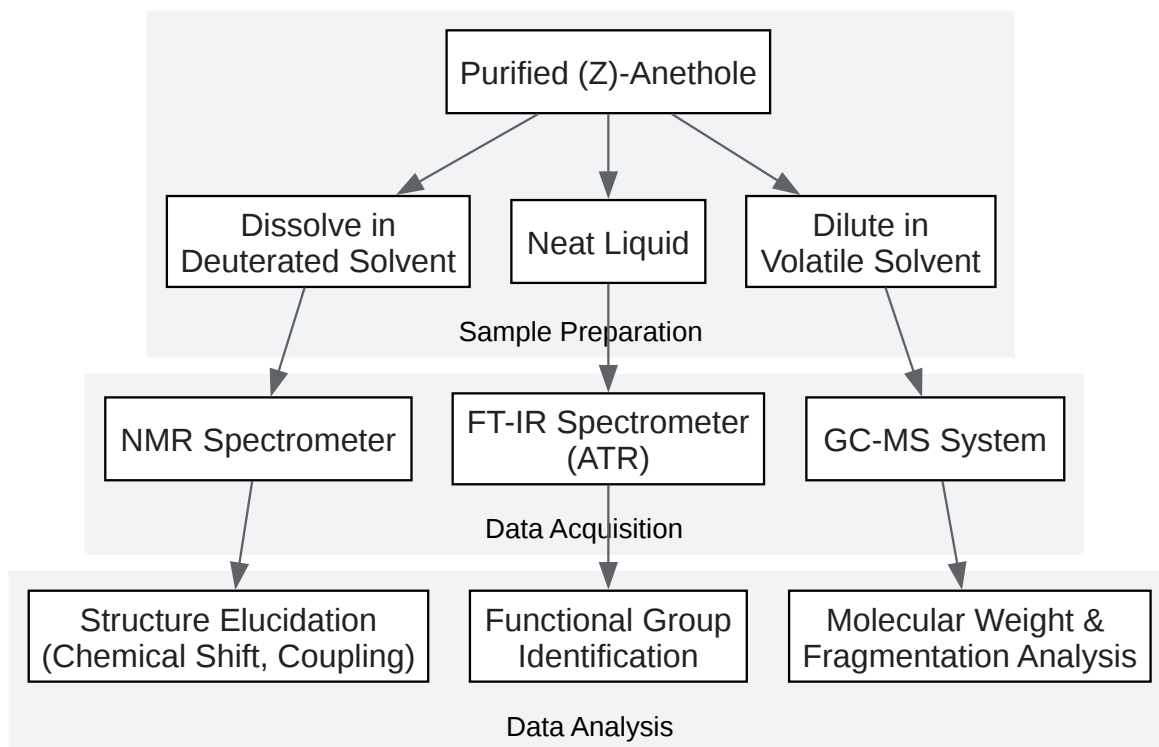 Purified (Z)-Anethole
Dissolve in
Deuterated Solvent
Neat Liquid
Dilute in
Volatile Solvent
Sample Preparation
NMR Spectrometer
FT-IR Spectrometer
(ATR)
GC-MS System
Data Acquisition
Structure Elucidation
(Chemical Shift, Coupling)
Functional Group
Identification
Molecular Weight &
Fragmentation Analysis
Data Analysis